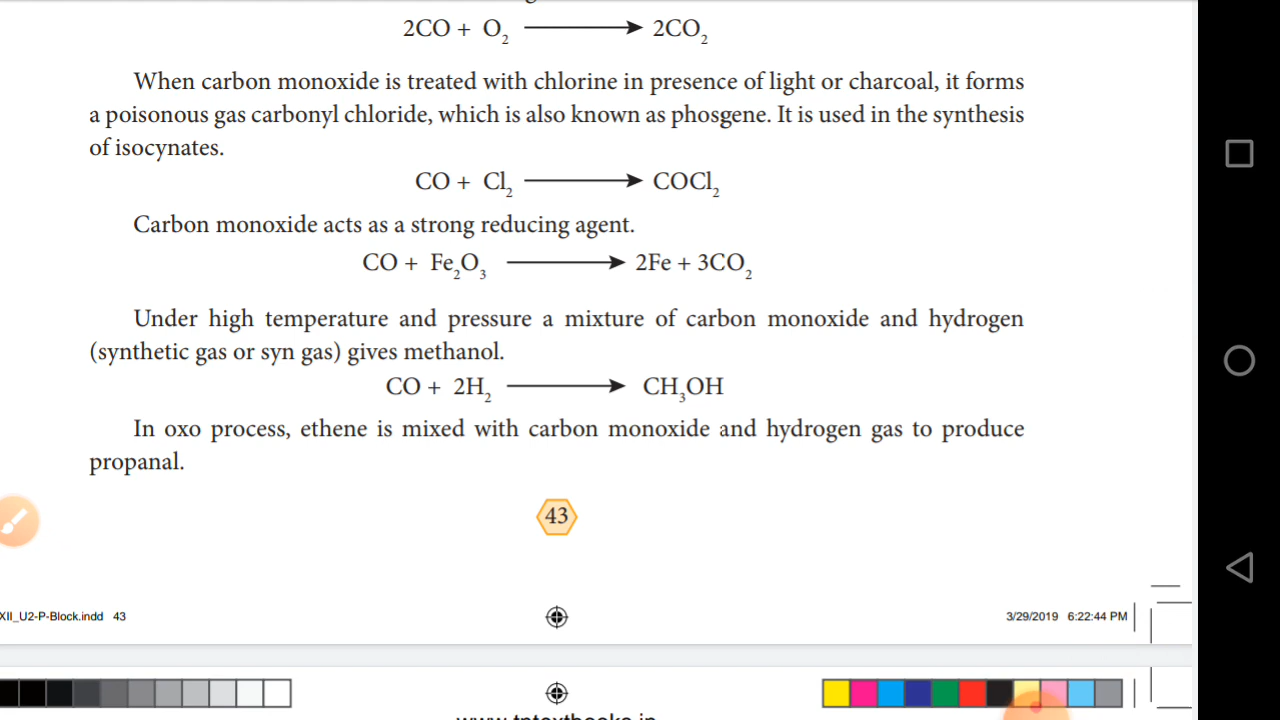 2CO + O₂ ⟶ 2CO₂
When carbon monoxide is treated with chlorine in presence of light or charcoal, it forms
a poisonous gas carbonyl chloride, which is also known as phosgene. It is used in the synthesis
of isocynates.
CO + Cl₂ ⟶ COCl₂
Carbon monoxide acts as a strong reducing agent.
CO + Fe₂O₃ ⟶ 2Fe + 3CO₂
Under high temperature and pressure a mixture of carbon monoxide and hydrogen
(synthetic gas or syn gas) gives methanol.
CO + 2H₂ ⟶ CH₃OH
In oxo process, ethene is mixed with carbon monoxide and hydrogen gas to produce
propanal.
43
XII_U2-P-Block.indd 43
3/29/2019 6:22:44 PM
www.tntextbooks.in